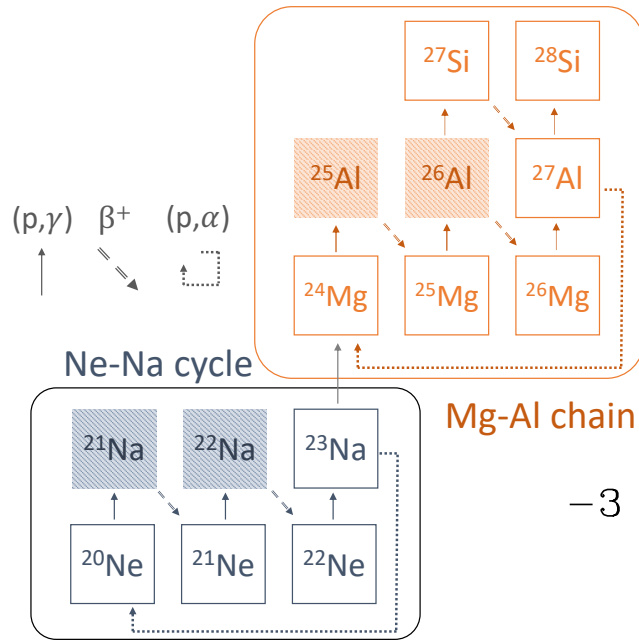 ²⁷Si ²⁸Si
²⁵Al ²⁶Al ²⁷Al
(p,γ) β⁺ (p,α)
²⁴Mg ²⁵Mg ²⁶Mg
Ne-Na cycle
Mg-Al chain
²¹Na ²²Na ²³Na
−3
²⁰Ne ²¹Ne ²²Ne